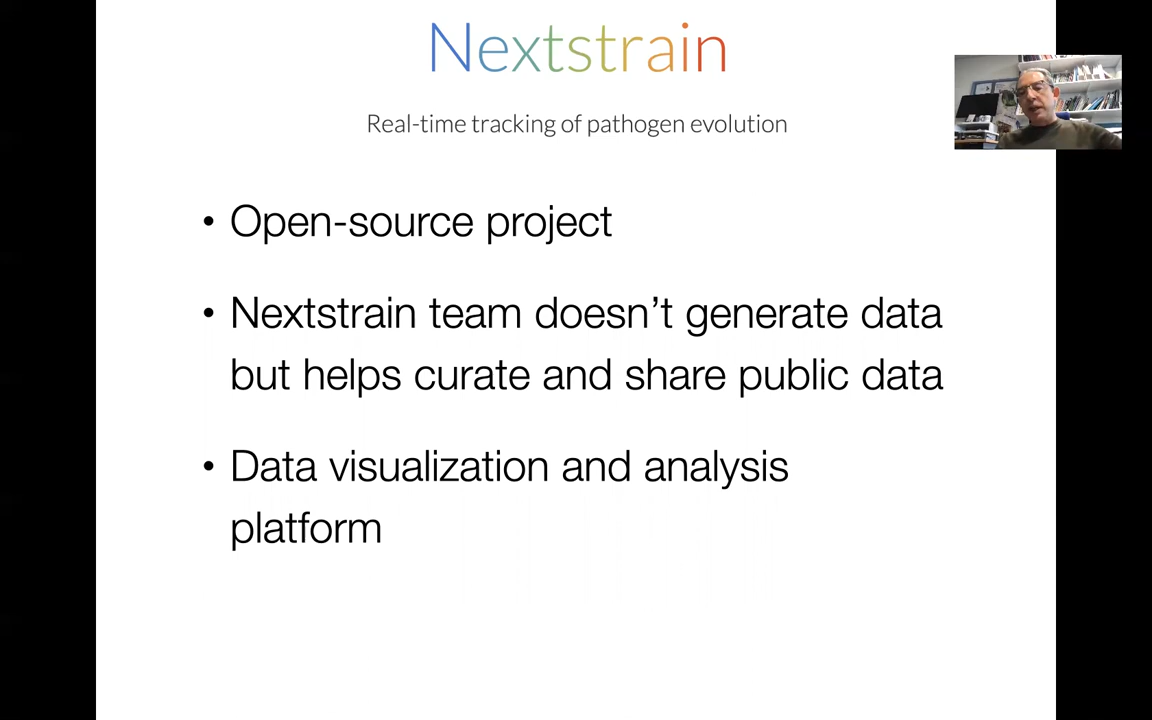 Nextstrain
Real-time tracking of pathogen evolution
• Open-source project
• Nextstrain team doesn’t generate data
but helps curate and share public data
• Data visualization and analysis
platform